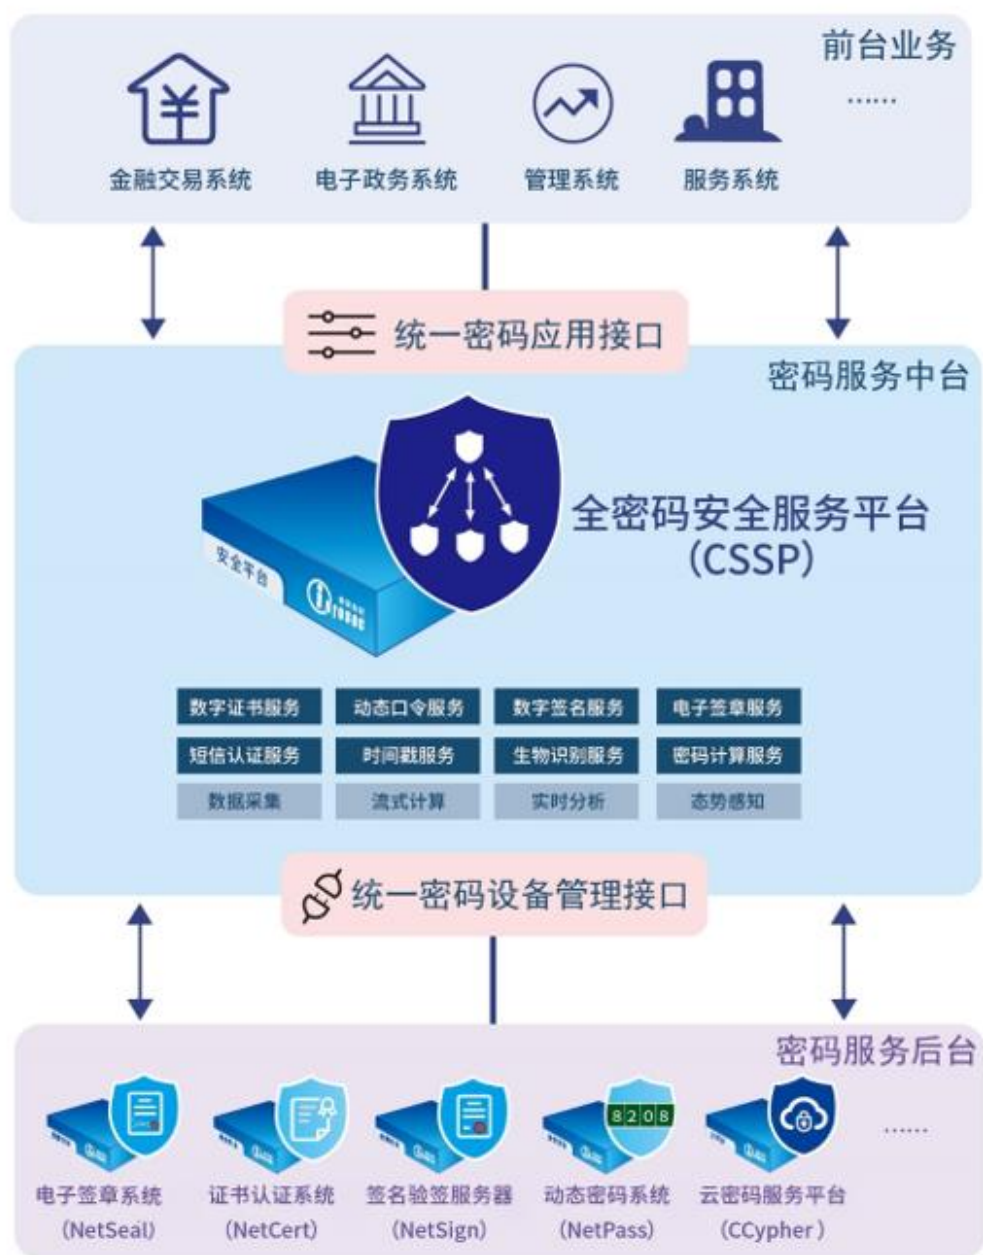 前台业务
金融交易系统 电子政务系统 管理系统 服务系统 ······
统一密码应用接口
密码服务中台
全密码安全服务平台
(CSSP)
安全平台
数字证书服务 动态口令服务 数字签名服务 电子签章服务
短信认证服务 时间戳服务 生物识别服务 密码计算服务
数据采集 流式计算 实时分析 态势感知
统一密码设备管理接口
密码服务后台
8208
······
电子签章系统 证书认证系统 签名验签服务器 动态密码系统 云密码服务平台
(NetSeal) (NetCert) (NetSign) (NetPass) (CCypher)